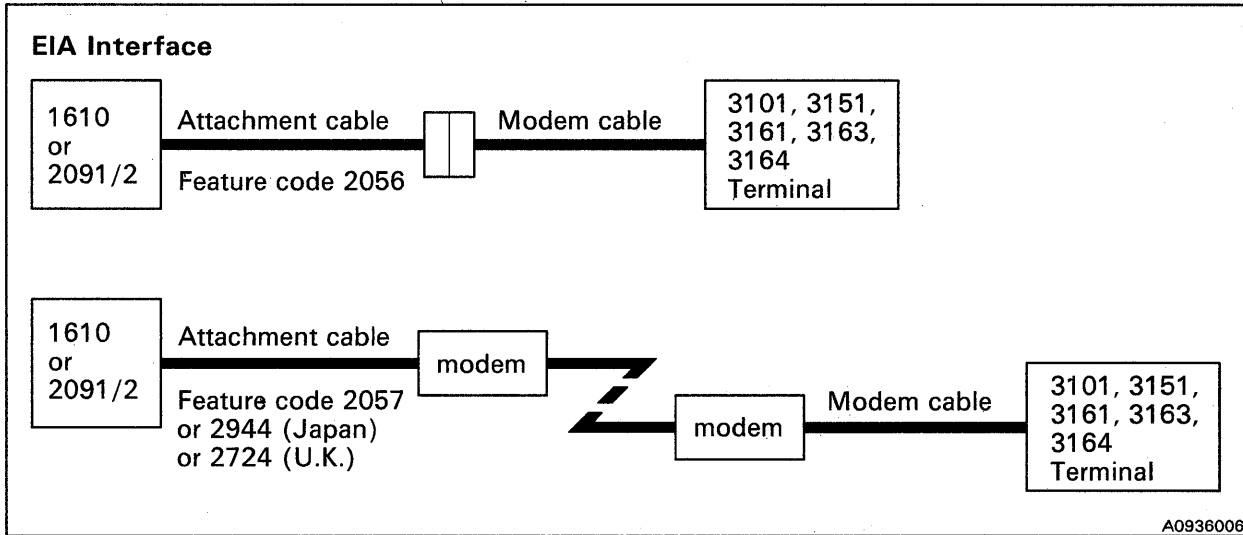 EIA Interface
1610
or
2091/2
Attachment cable
Feature code 2056
Modem cable
3101, 3151,
3161, 3163,
3164
Terminal
1610
or
2091/2
Attachment cable
Feature code 2057
or 2944 (Japan)
or 2724 (U.K.)
modem
modem
Modem cable
3101, 3151,
3161, 3163,
3164
Terminal
A0936006